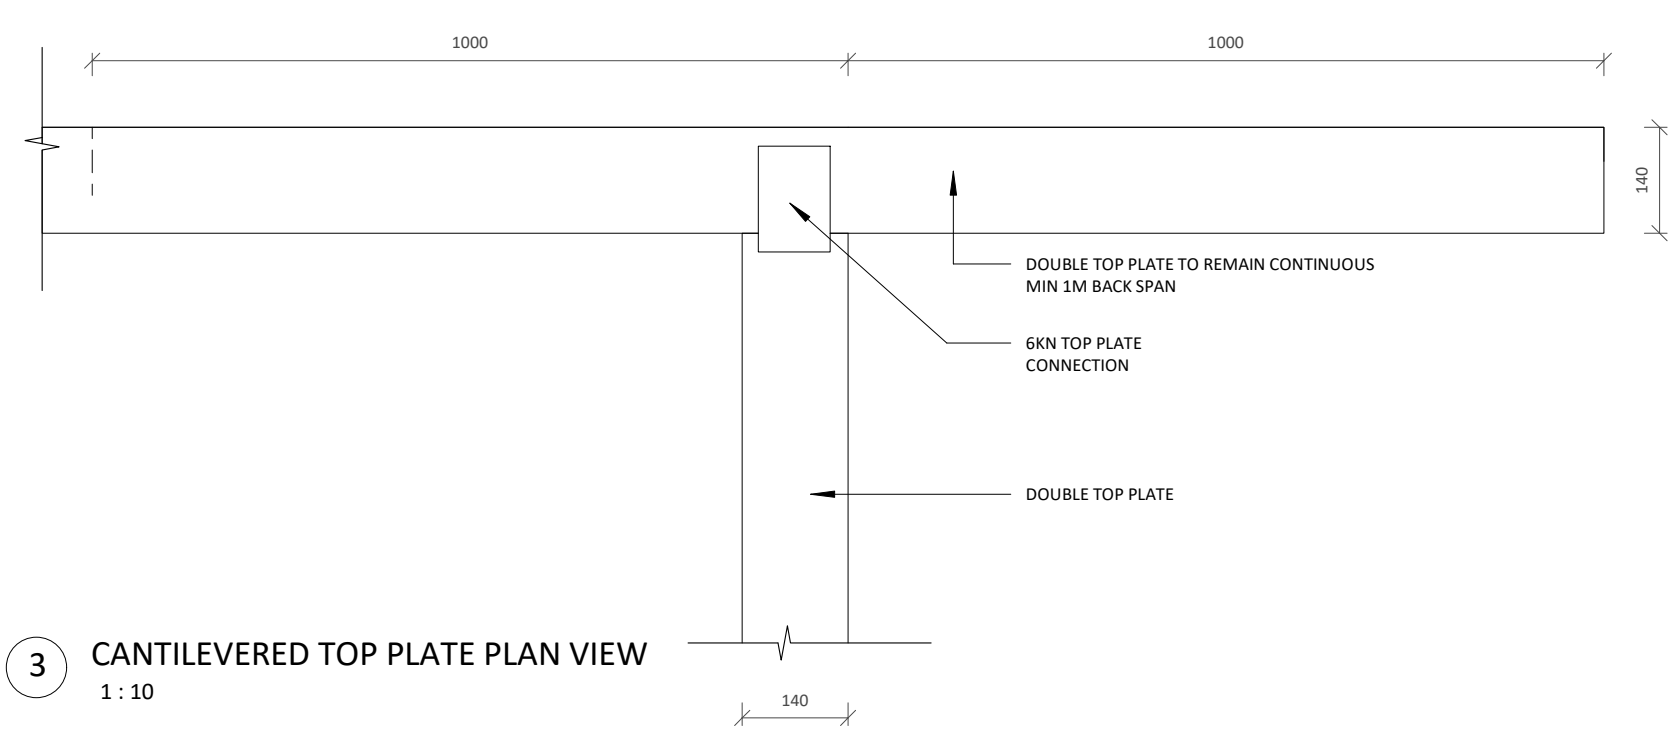 1000
1000
140
DOUBLE TOP PLATE TO REMAIN CONTINUOUS
MIN 1M BACK SPAN
6KN TOP PLATE
CONNECTION
DOUBLE TOP PLATE
3
CANTILEVERED TOP PLATE PLAN VIEW
1 : 10
140